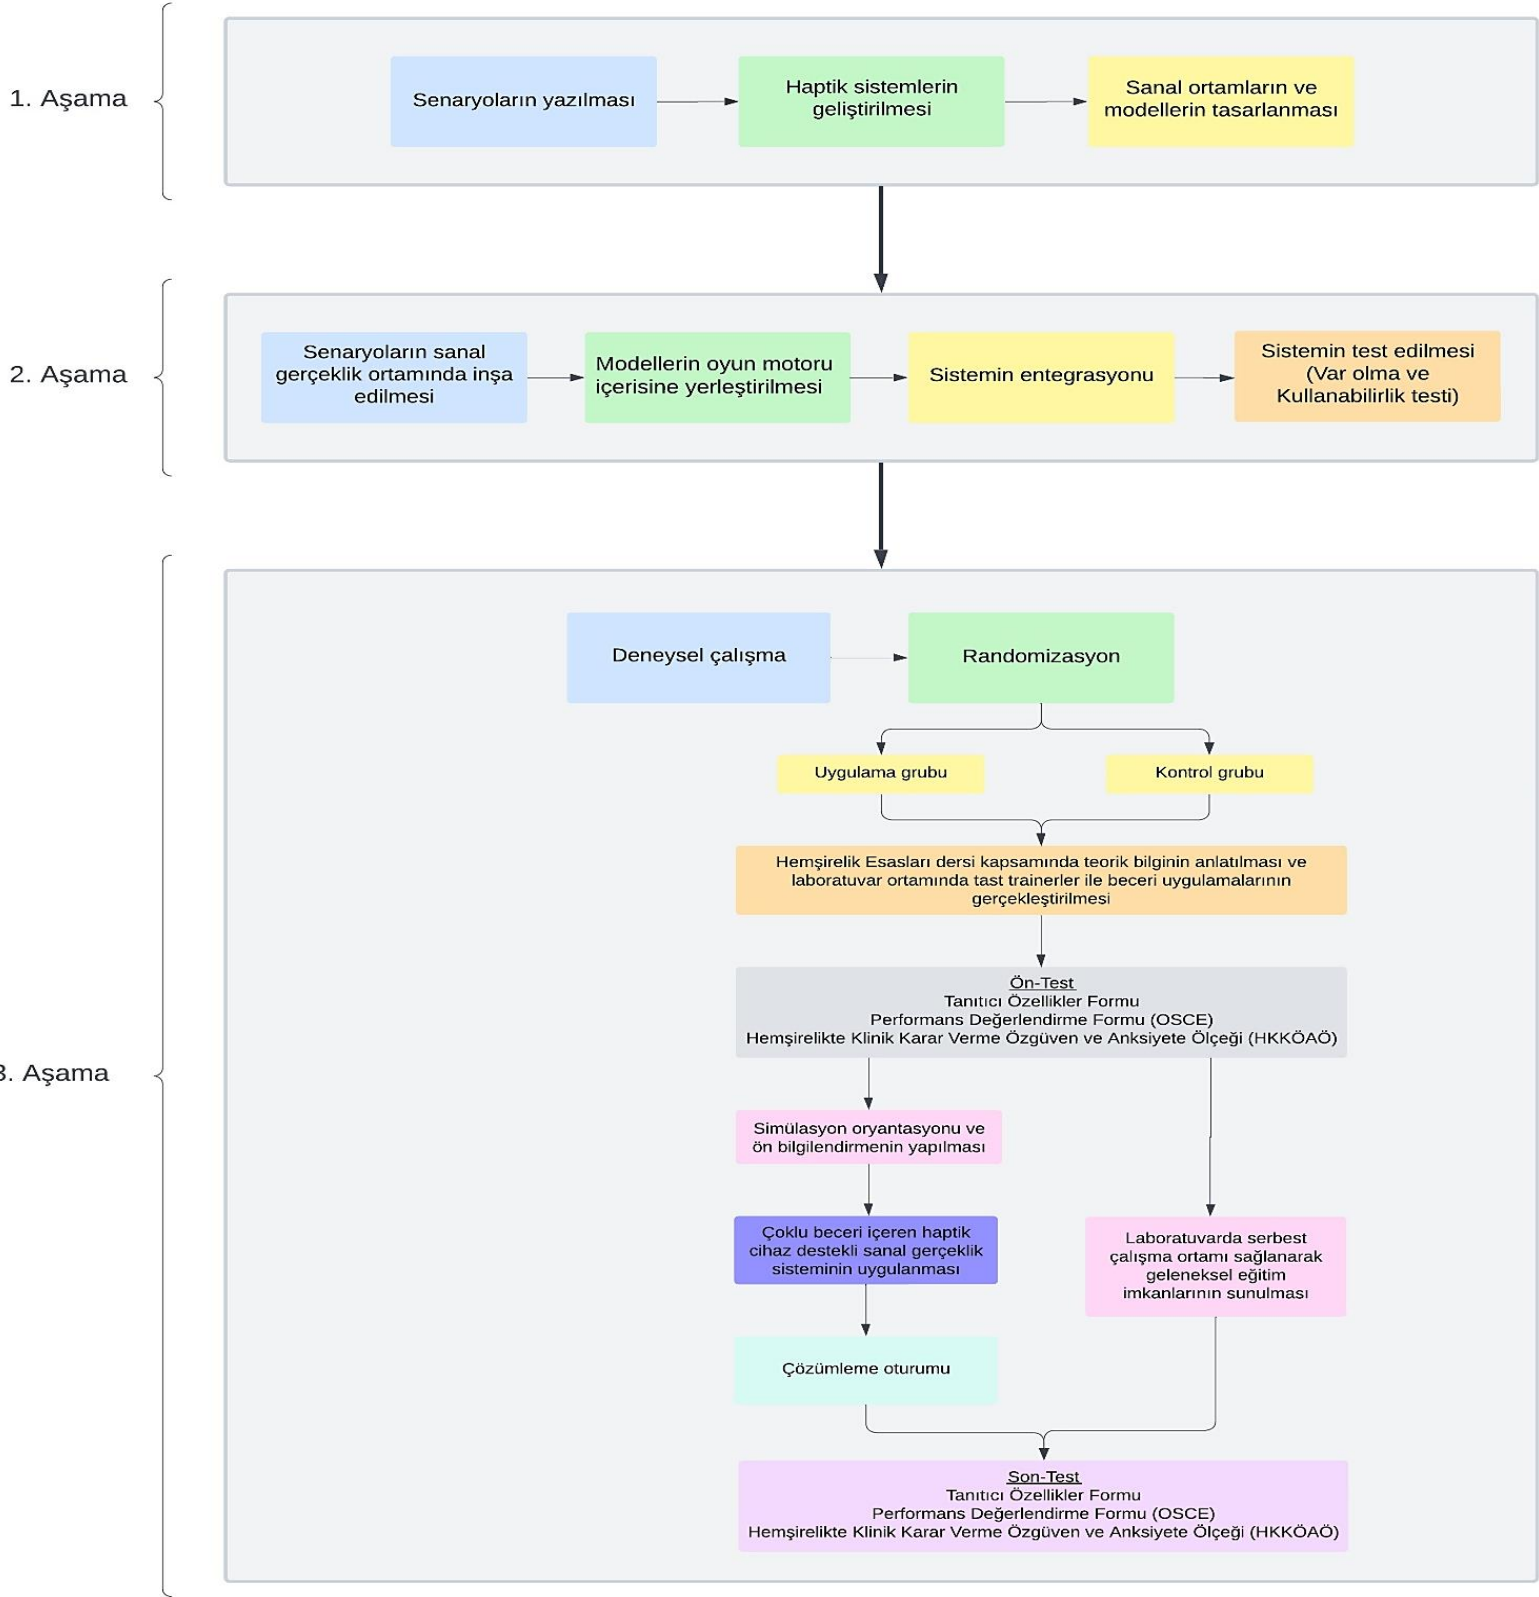 1. Aşama
Senaryoların yazılması
Haptik sistemlerin
geliştirilmesi
Sanal ortamların ve
modellerin tasarlanması
2. Aşama
Senaryoların sanal
gerçeklik ortamında inşa
edilmesi
Modellerin oyun motoru
içerisine yerleştirilmesi
Sistemin entegrasyonu
Sistemin test edilmesi
(Var olma ve
Kullanabilirlik testi)
3. Aşama
Deneysel çalışma
Randomizasyon
Uygulama grubu
Kontrol grubu
Hemşirelik Esasları dersi kapsamında teorik bilginin anlatılması ve
laboratuvar ortamında tast trainerler ile beceri uygulamalarının
gerçekleştirilmesi
Ön-Test
Tanıtıcı Özellikler Formu
Performans Değerlendirme Formu (OSCE)
Hemşirelikte Klinik Karar Verme Özgüven ve Anksiyete Ölçeği (HKKÖAÖ)
Simülasyon oryantasyonu ve
ön bilgilendirmenin yapılması
Çoklu beceri içeren haptik
cihaz destekli sanal gerçeklik
sisteminin uygulanması
Laboratuvarda serbest
çalışma ortamı sağlanarak
geleneksel eğitim
imkanlarının sunulması
Çözümleme oturumu
Son-Test
Tanıtıcı Özellikler Formu
Performans Değerlendirme Formu (OSCE)
Hemşirelikte Klinik Karar Verme Özgüven ve Anksiyete Ölçeği (HKKÖAÖ)